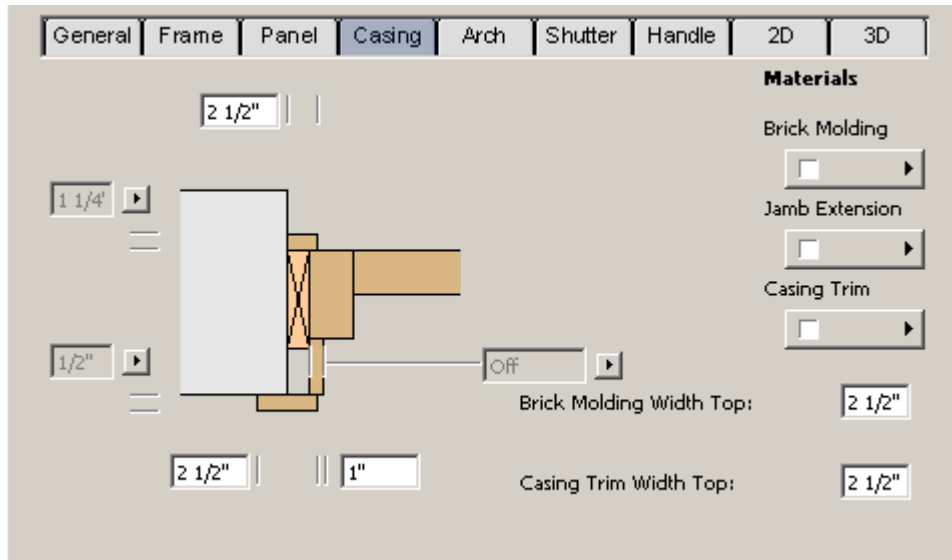 General Frame Panel Casing Arch Shutter Handle 2D 3D
Materials
2 1/2"
Brick Molding
1 1/4'
Jamb Extension
Casing Trim
1/2"
Off
Brick Molding Width Top: 2 1/2"
2 1/2" 1"
Casing Trim Width Top: 2 1/2"